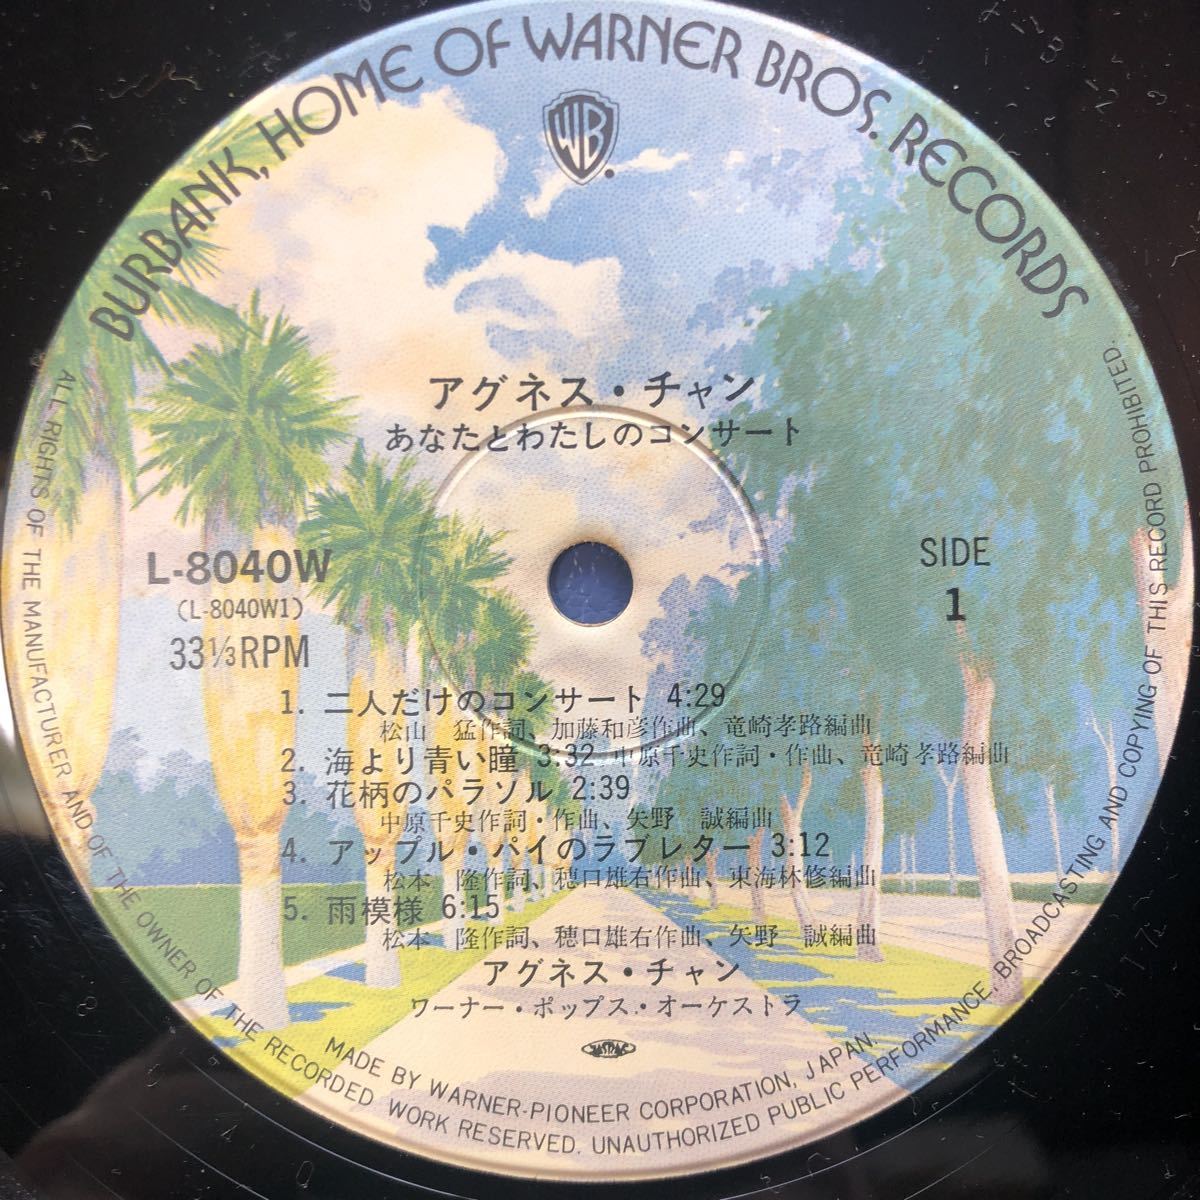 BURBANK, HOME OF WARNER BROS. RECORDS
WB
アグネス・チャン
あなたとわたしのコンサート
L-8040W
(L-8040W1)
33⅓RPM
SIDE
1
1. 二人だけのコンサート 4:29
松山 猛作詞、加藤和彦作曲、竜崎孝路編曲
2. 海より青い瞳 3:32 中原千史作詞・作曲、竜崎孝路編曲
3. 花柄のパラソル 2:39
中原千史作詞・作曲、矢野 誠編曲
4. アップル・パイのラブレター 3:12
松本 隆作詞、穂口雄右作曲、東海林修編曲
5. 雨模様 6:15
松本 隆作詞、穂口雄右作曲、矢野 誠編曲
アグネス・チャン
ワーナー・ポップス・オーケストラ
JASRAC
MADE BY WARNER-PIONEER CORPORATION, JAPAN.
ALL RIGHTS OF THE MANUFACTURER AND OF THE OWNER OF THE RECORDED WORK RESERVED. UNAUTHORIZED PUBLIC PERFORMANCE, BROADCASTING AND COPYING OF THIS RECORD PROHIBITED.